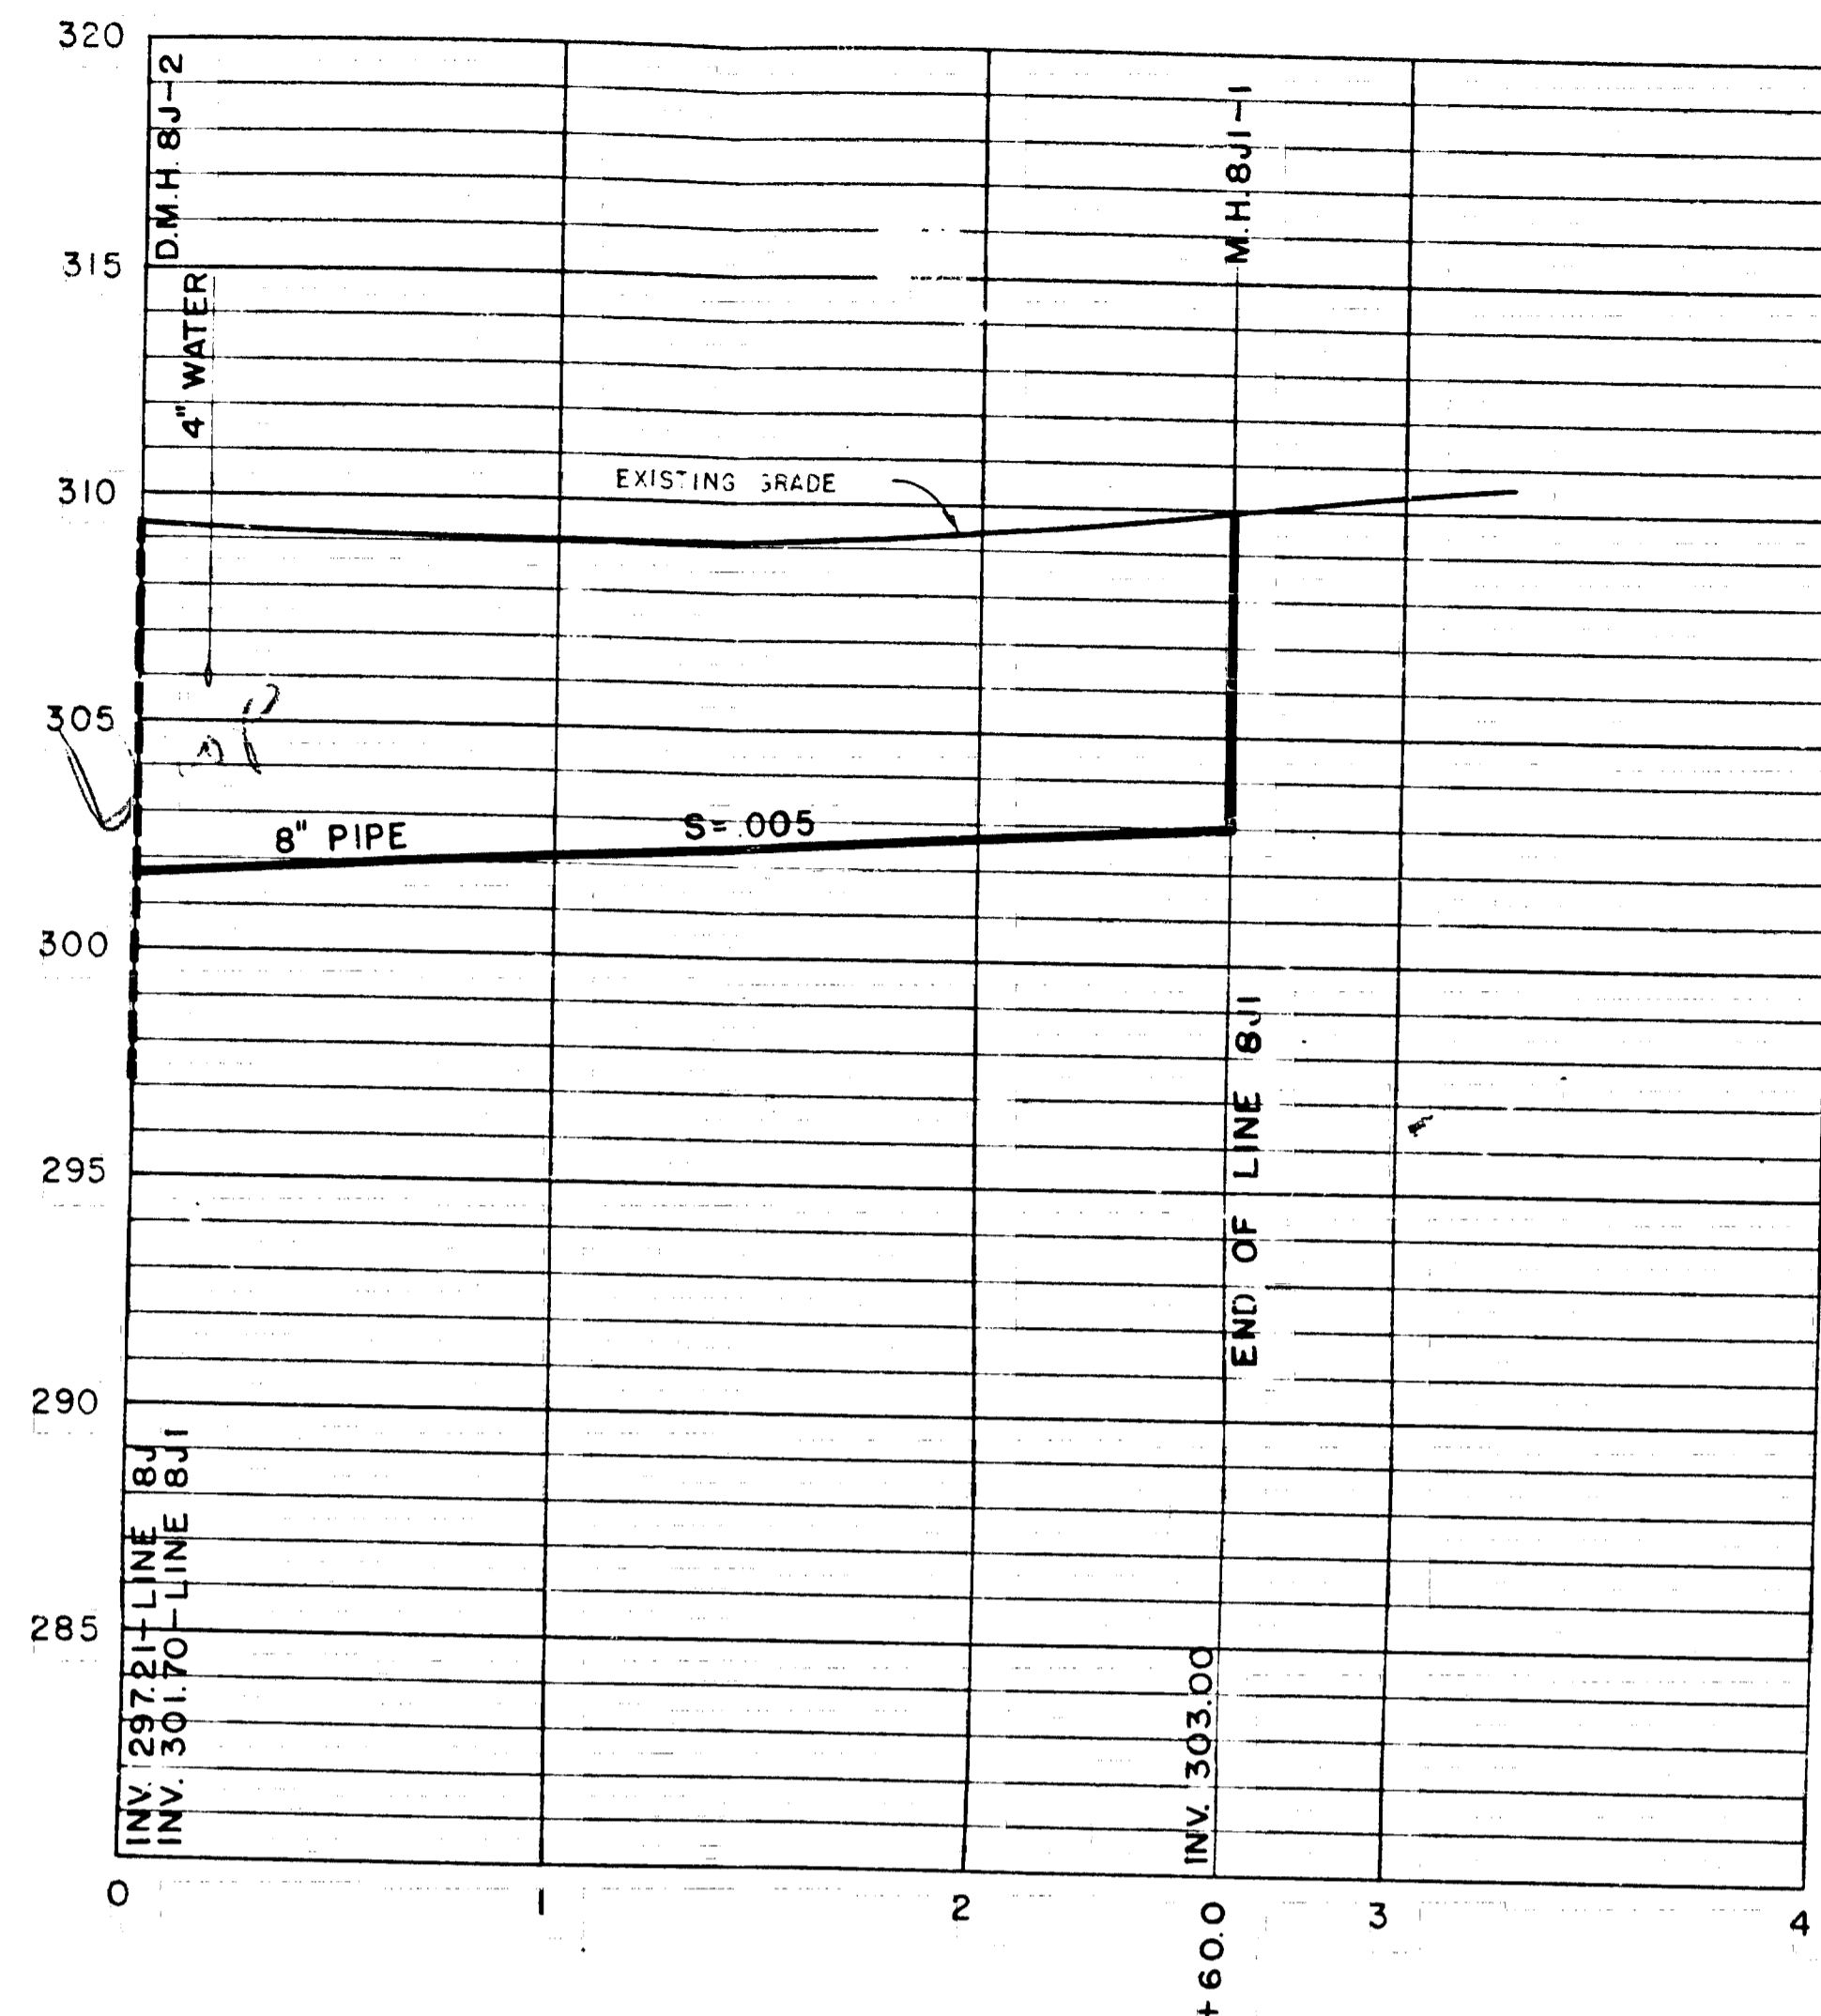 320
315
310
305
300
295
290
285
D.M.H. 8J-2
4" WATER
M.H. 8J1-1
EXISTING GRADE
8" PIPE
S=.005
END OF LINE 8J1
INV. 297.21-LINE 8J
INV. 301.70-LINE 8J1
INV. 303.00
0
1
2
+60.0
3
4